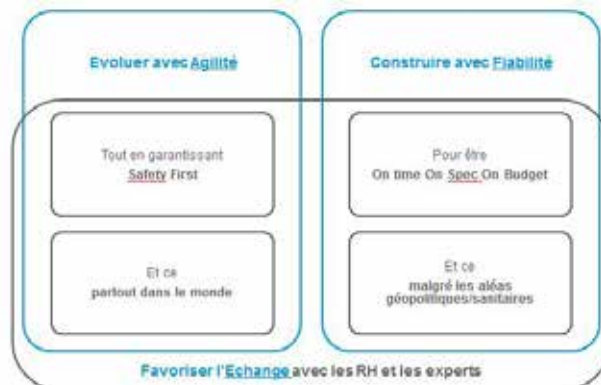 Evoluer avec Agilité
Tout en garantissant
Safety First
Et ce
partout dans le monde
Construire avec Fiabilité
Pour être
On time On Spec On Budget
Et ce
malgré les aléas
géopolitiques/sanitaires
Favoriser l'Echange avec les RH et les experts